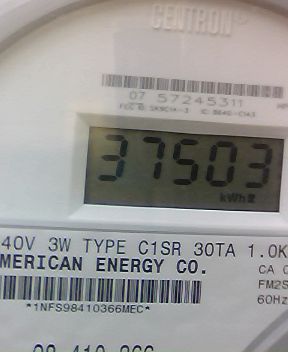 CENTRON®
07 57245311
37503
kWh
40V 3W TYPE C1SR 30TA 1.0K
MERICAN ENERGY CO.
CA 0
FM2S
60Hz
*1NFS98410366MEC*